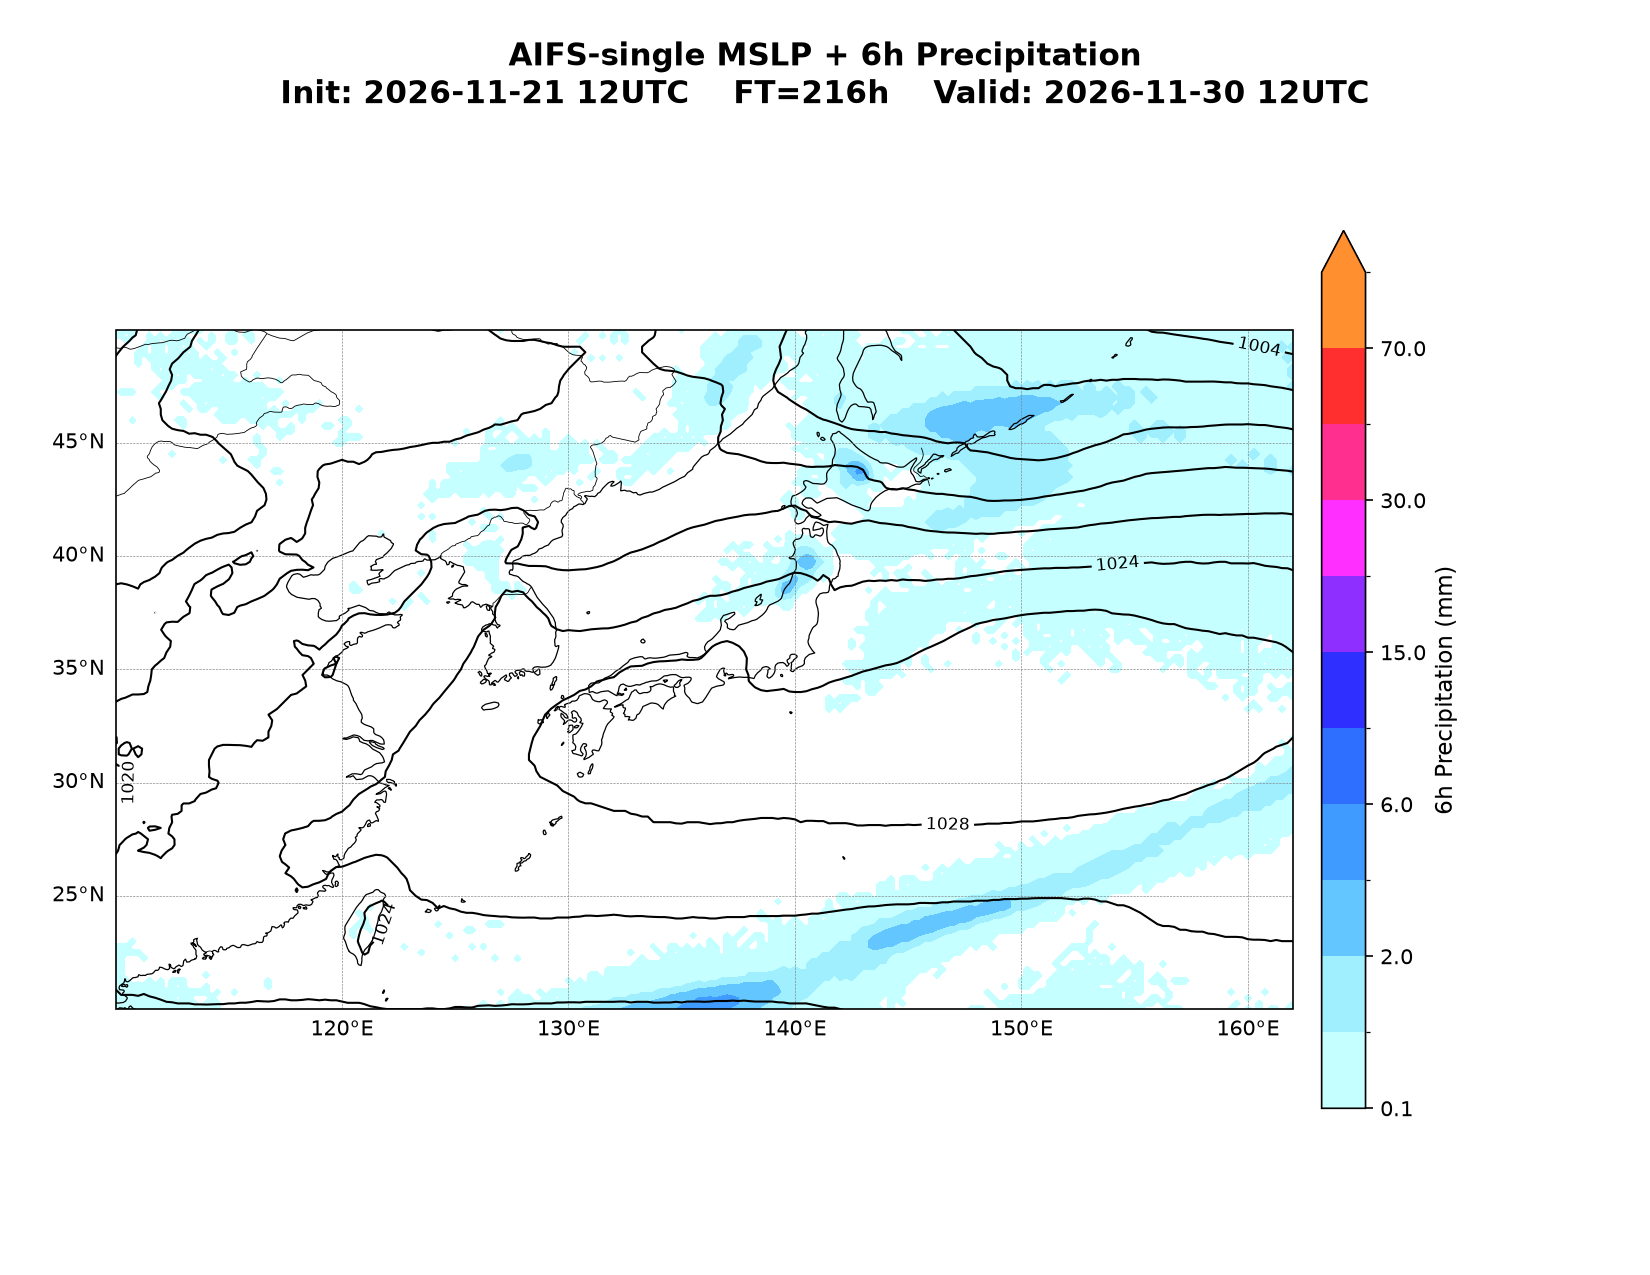 AIFS-single MSLP + 6h Precipitation
Init: 2026-11-21 12UTC    FT=216h    Valid: 2026-11-30 12UTC
1004
70.0
45°N
30.0
40°N
1024
35°N
15.0
6h Precipitation (mm)
30°N
1020
6.0
1028
25°N
1024
2.0
120°E
130°E
140°E
150°E
160°E
0.1